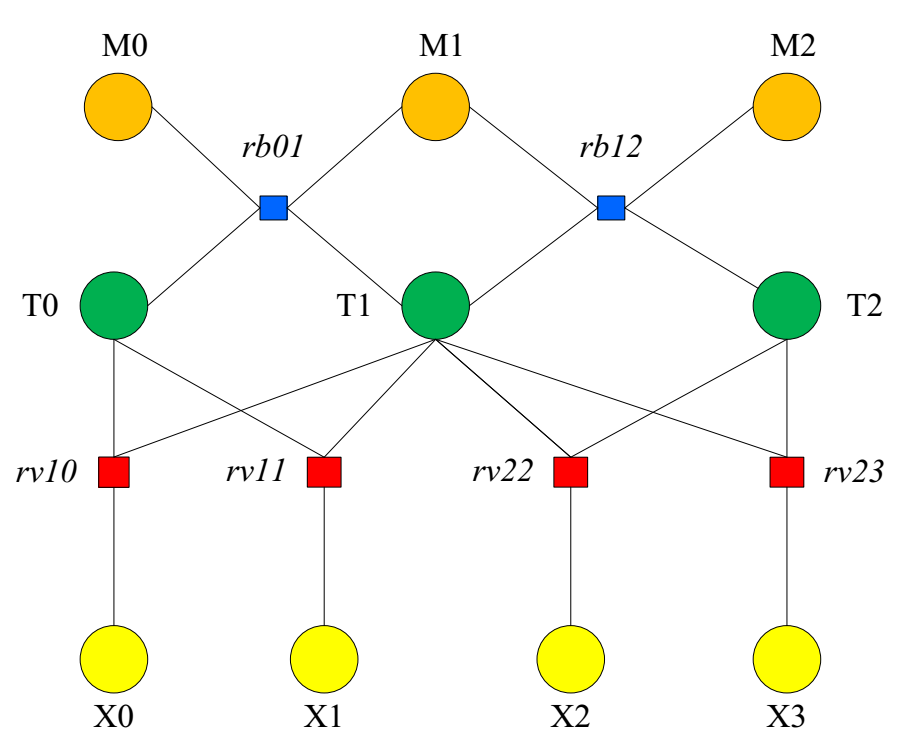 M0 M1 M2
rb01 rb12
T0 T1 T2
rv10 rv11 rv22 rv23
X0 X1 X2 X3